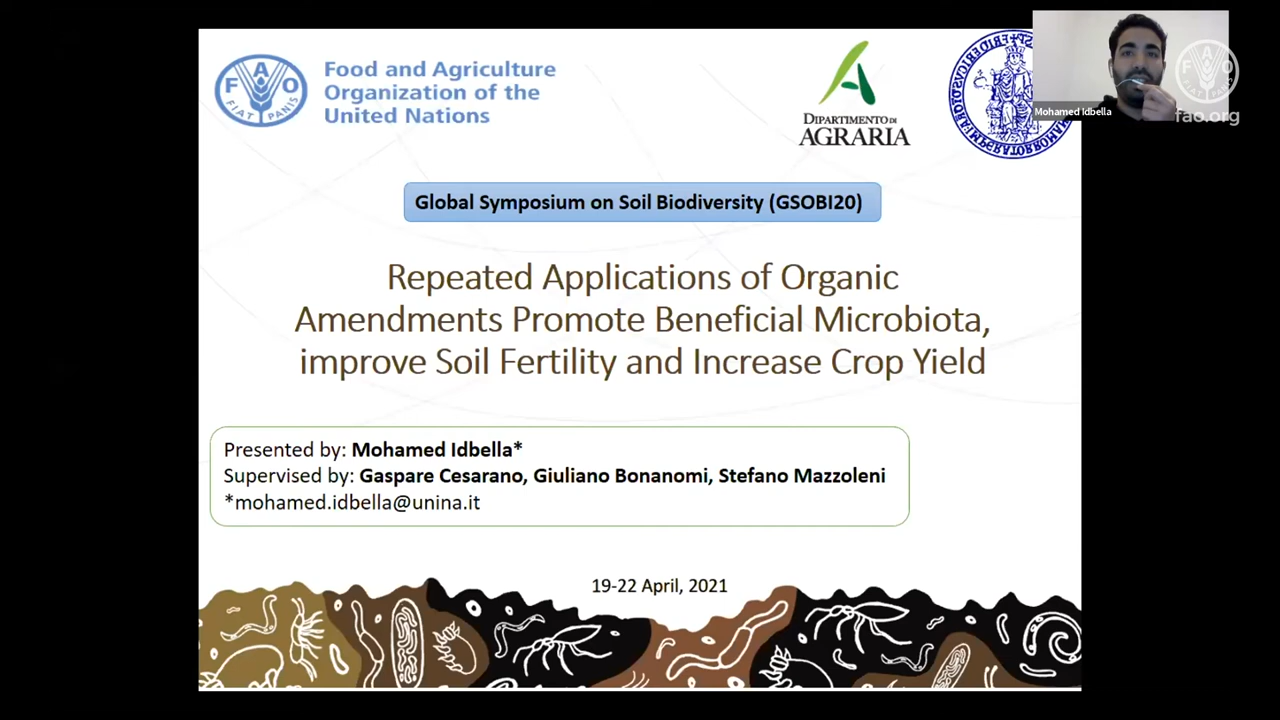 FAO
FIAT PANIS
Food and Agriculture
Organization of the
United Nations
DIPARTIMENTO DI
AGRARIA
Mohamed Idbella
FAO
FIAT PANIS
fao.org
Global Symposium on Soil Biodiversity (GSOBI20)
Repeated Applications of Organic
Amendments Promote Beneficial Microbiota,
improve Soil Fertility and Increase Crop Yield
Presented by: Mohamed Idbella*
Supervised by: Gaspare Cesarano, Giuliano Bonanomi, Stefano Mazzoleni
*mohamed.idbella@unina.it
19-22 April, 2021